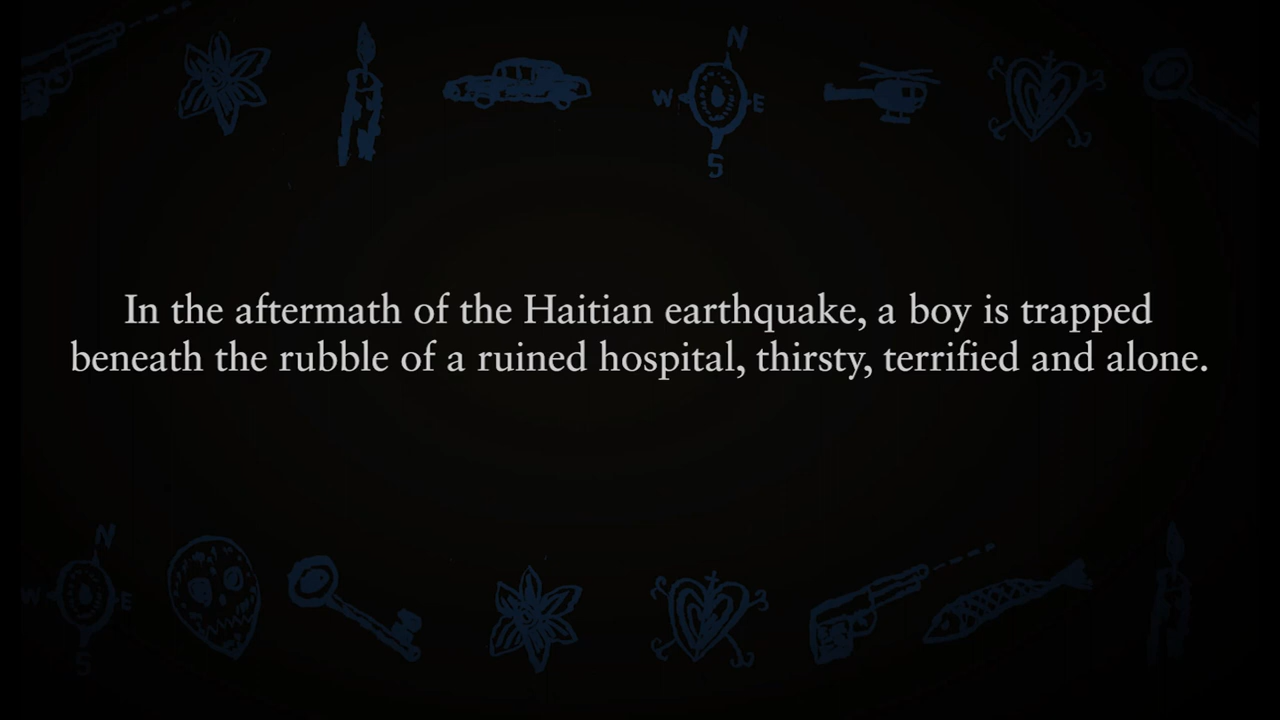 N
W E
S
In the aftermath of the Haitian earthquake, a boy is trapped
beneath the rubble of a ruined hospital, thirsty, terrified and alone.
N
W E
S